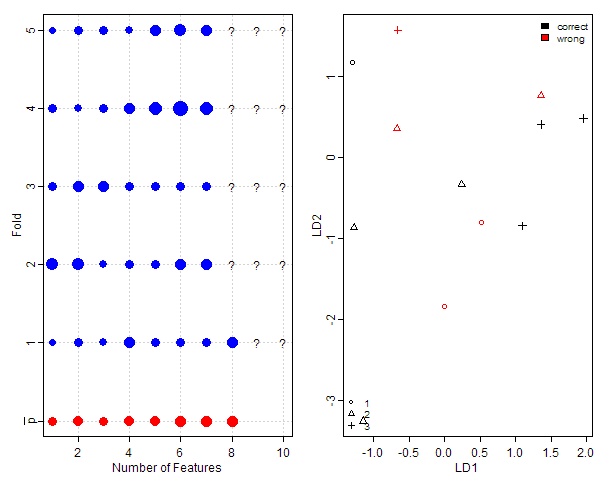 5 ? ? ?
4 ? ? ?
3 ? ? ?
2 ? ? ?
1 ? ?
p̅
Fold
2 4 6 8 10
Number of Features
correct
wrong
1
0
-1
-2
-3
LD2
1
2
3
-1.0 -0.5 0.0 0.5 1.0 1.5 2.0
LD1